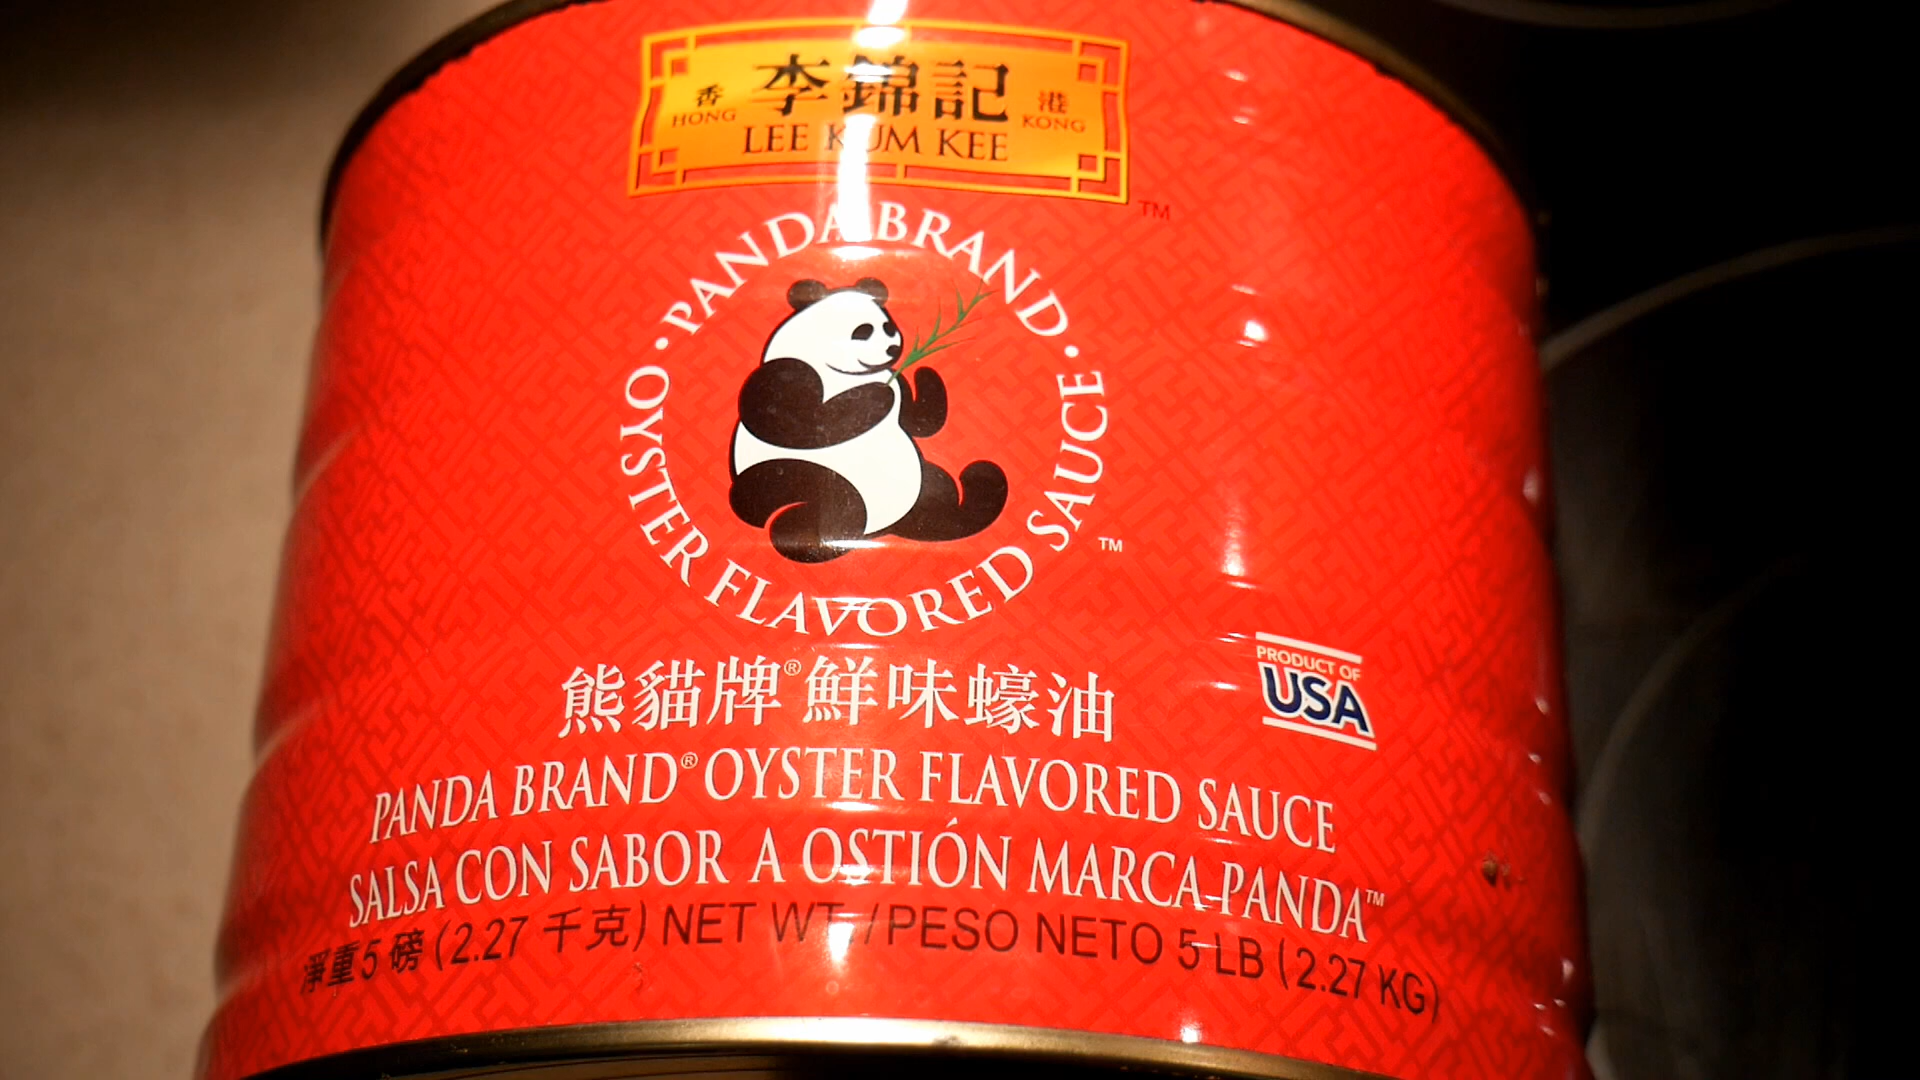 香 李錦記 港
HONG LEE KUM KEE KONG
TM
• PANDA BRAND •
OYSTER FLAVORED SAUCE
TM
熊貓牌® 鮮味蠔油
PRODUCT OF
USA
PANDA BRAND® OYSTER FLAVORED SAUCE
SALSA CON SABOR A OSTIÓN MARCA PANDA™
淨重 5 磅 (2.27 千克) NET WT. / PESO NETO 5 LB (2.27 KG)